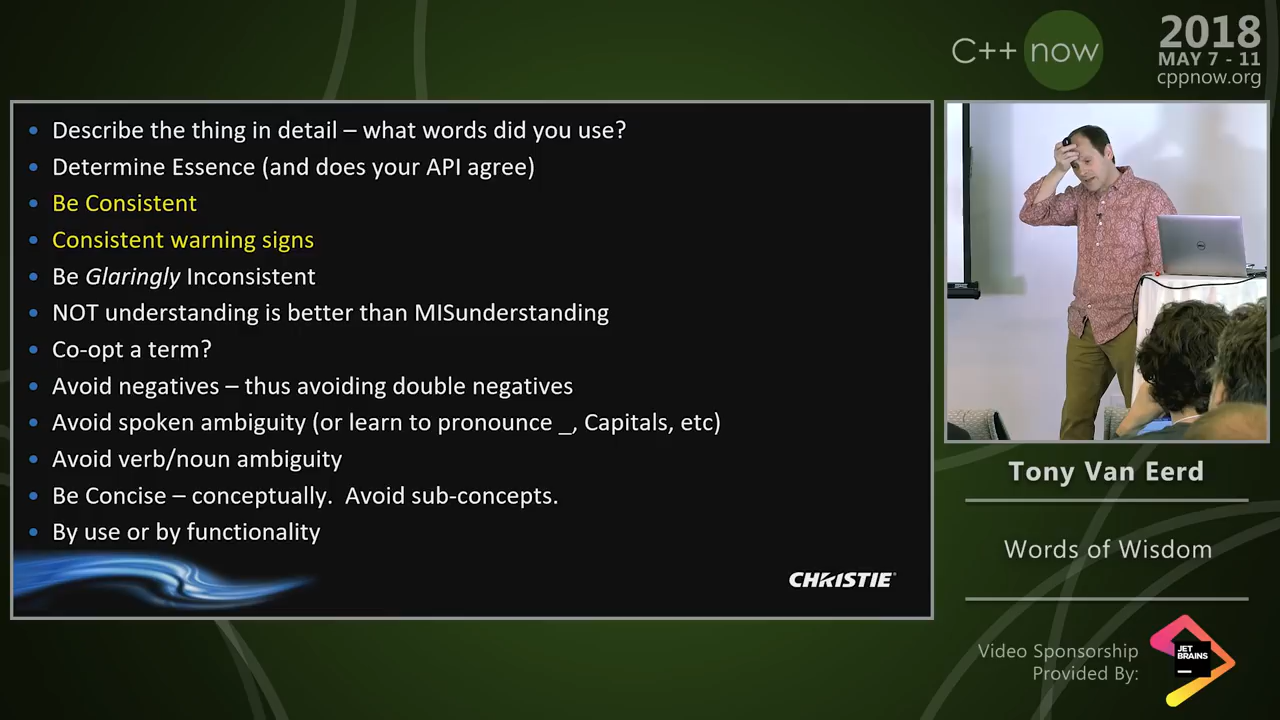 C++ now
2018
MAY 7 - 11
cppnow.org
Describe the thing in detail – what words did you use?
Determine Essence (and does your API agree)
Be Consistent
Consistent warning signs
Be Glaringly Inconsistent
NOT understanding is better than MISunderstanding
Co-opt a term?
Avoid negatives – thus avoiding double negatives
Avoid spoken ambiguity (or learn to pronounce _, Capitals, etc)
Avoid verb/noun ambiguity
Be Concise – conceptually.  Avoid sub-concepts.
By use or by functionality
CHRISTIE®
Tony Van Eerd
Words of Wisdom
Video Sponsorship
Provided By:
JET
BRAINS